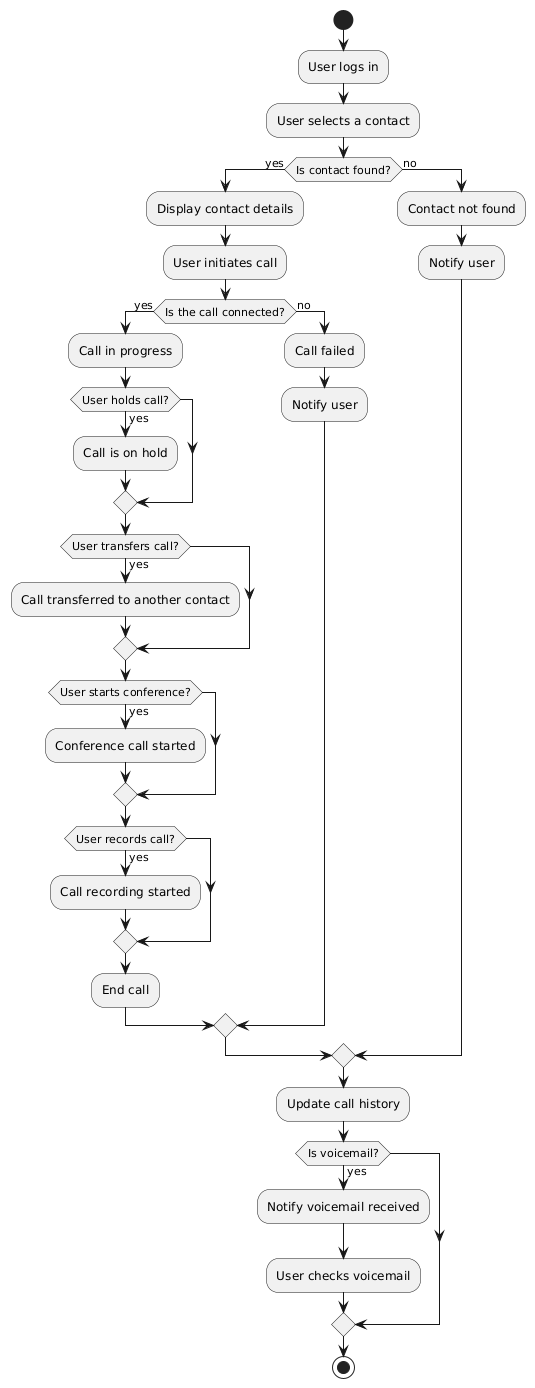 User logs in
User selects a contact
yes
Is contact found?
no
Display contact details
Contact not found
User initiates call
Notify user
yes
Is the call connected?
no
Call in progress
Call failed
User holds call?
Notify user
yes
Call is on hold
User transfers call?
yes
Call transferred to another contact
User starts conference?
yes
Conference call started
User records call?
yes
Call recording started
End call
Update call history
Is voicemail?
yes
Notify voicemail received
User checks voicemail